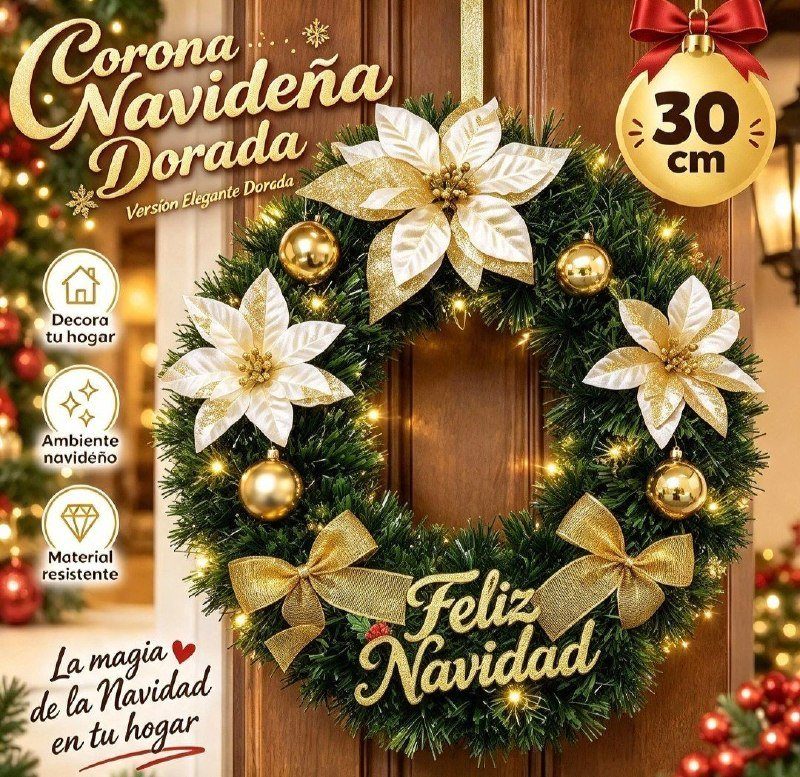 Corona
Navideña
Dorada
Versión Elegante Dorada
30
cm
Decora
tu hogar
Ambiente
navidéño
Material
resistente
La magia
de la Navidad
en tu hogar
Feliz
Navidad